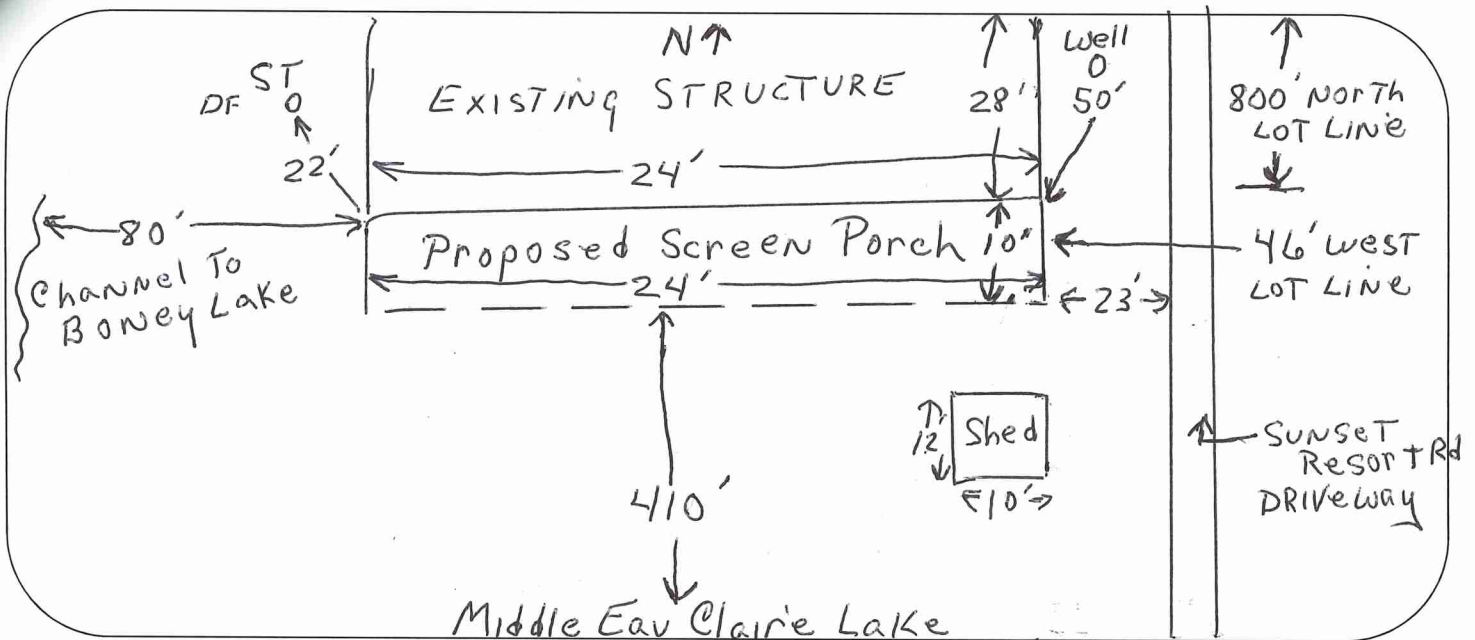 N↑
EXISTING STRUCTURE
ST
DF O
22'
24'
28'
Well
O
50'
800' NORTH
LOT LINE
80'
Channel To
Boney Lake
Proposed Screen Porch
10"
24'
46' WEST
LOT LINE
23'
410'
12'
Shed
10'
SUNSET
Resort Rd
DRIVEWAY
Middle Eau Claire Lake